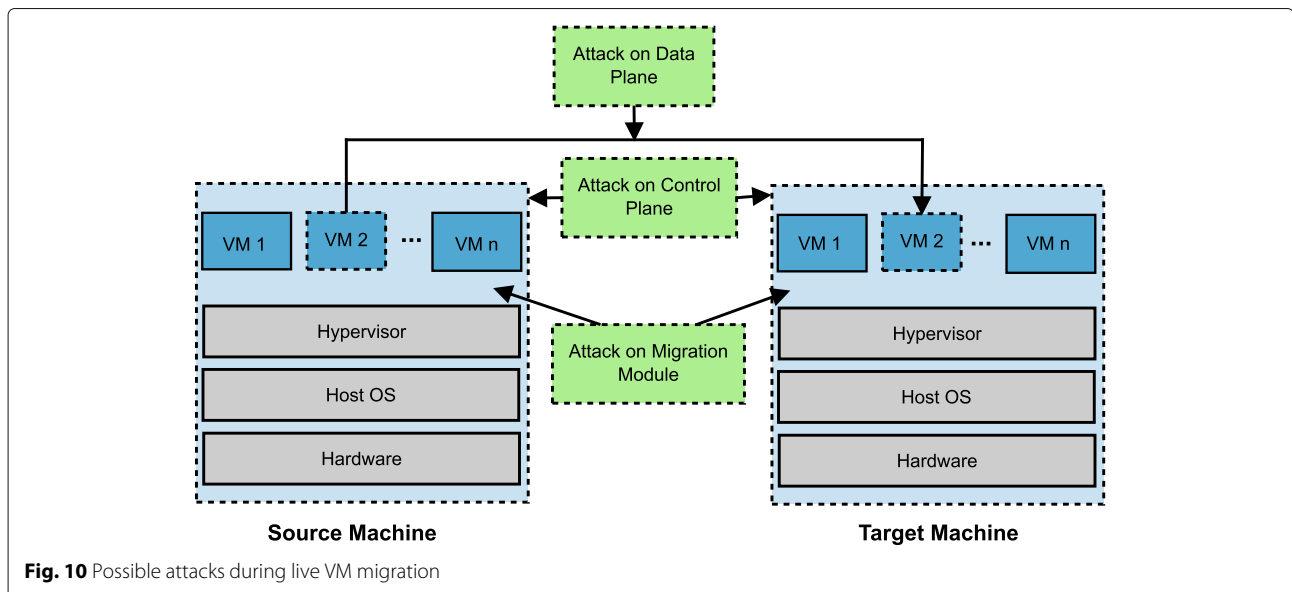 Attack on Data
Plane
Attack on Control
Plane
VM 1
VM 2
...
VM n
VM 1
VM 2
...
VM n
Hypervisor
Attack on Migration
Module
Hypervisor
Host OS
Host OS
Hardware
Hardware
Source Machine
Target Machine
Fig. 10 Possible attacks during live VM migration